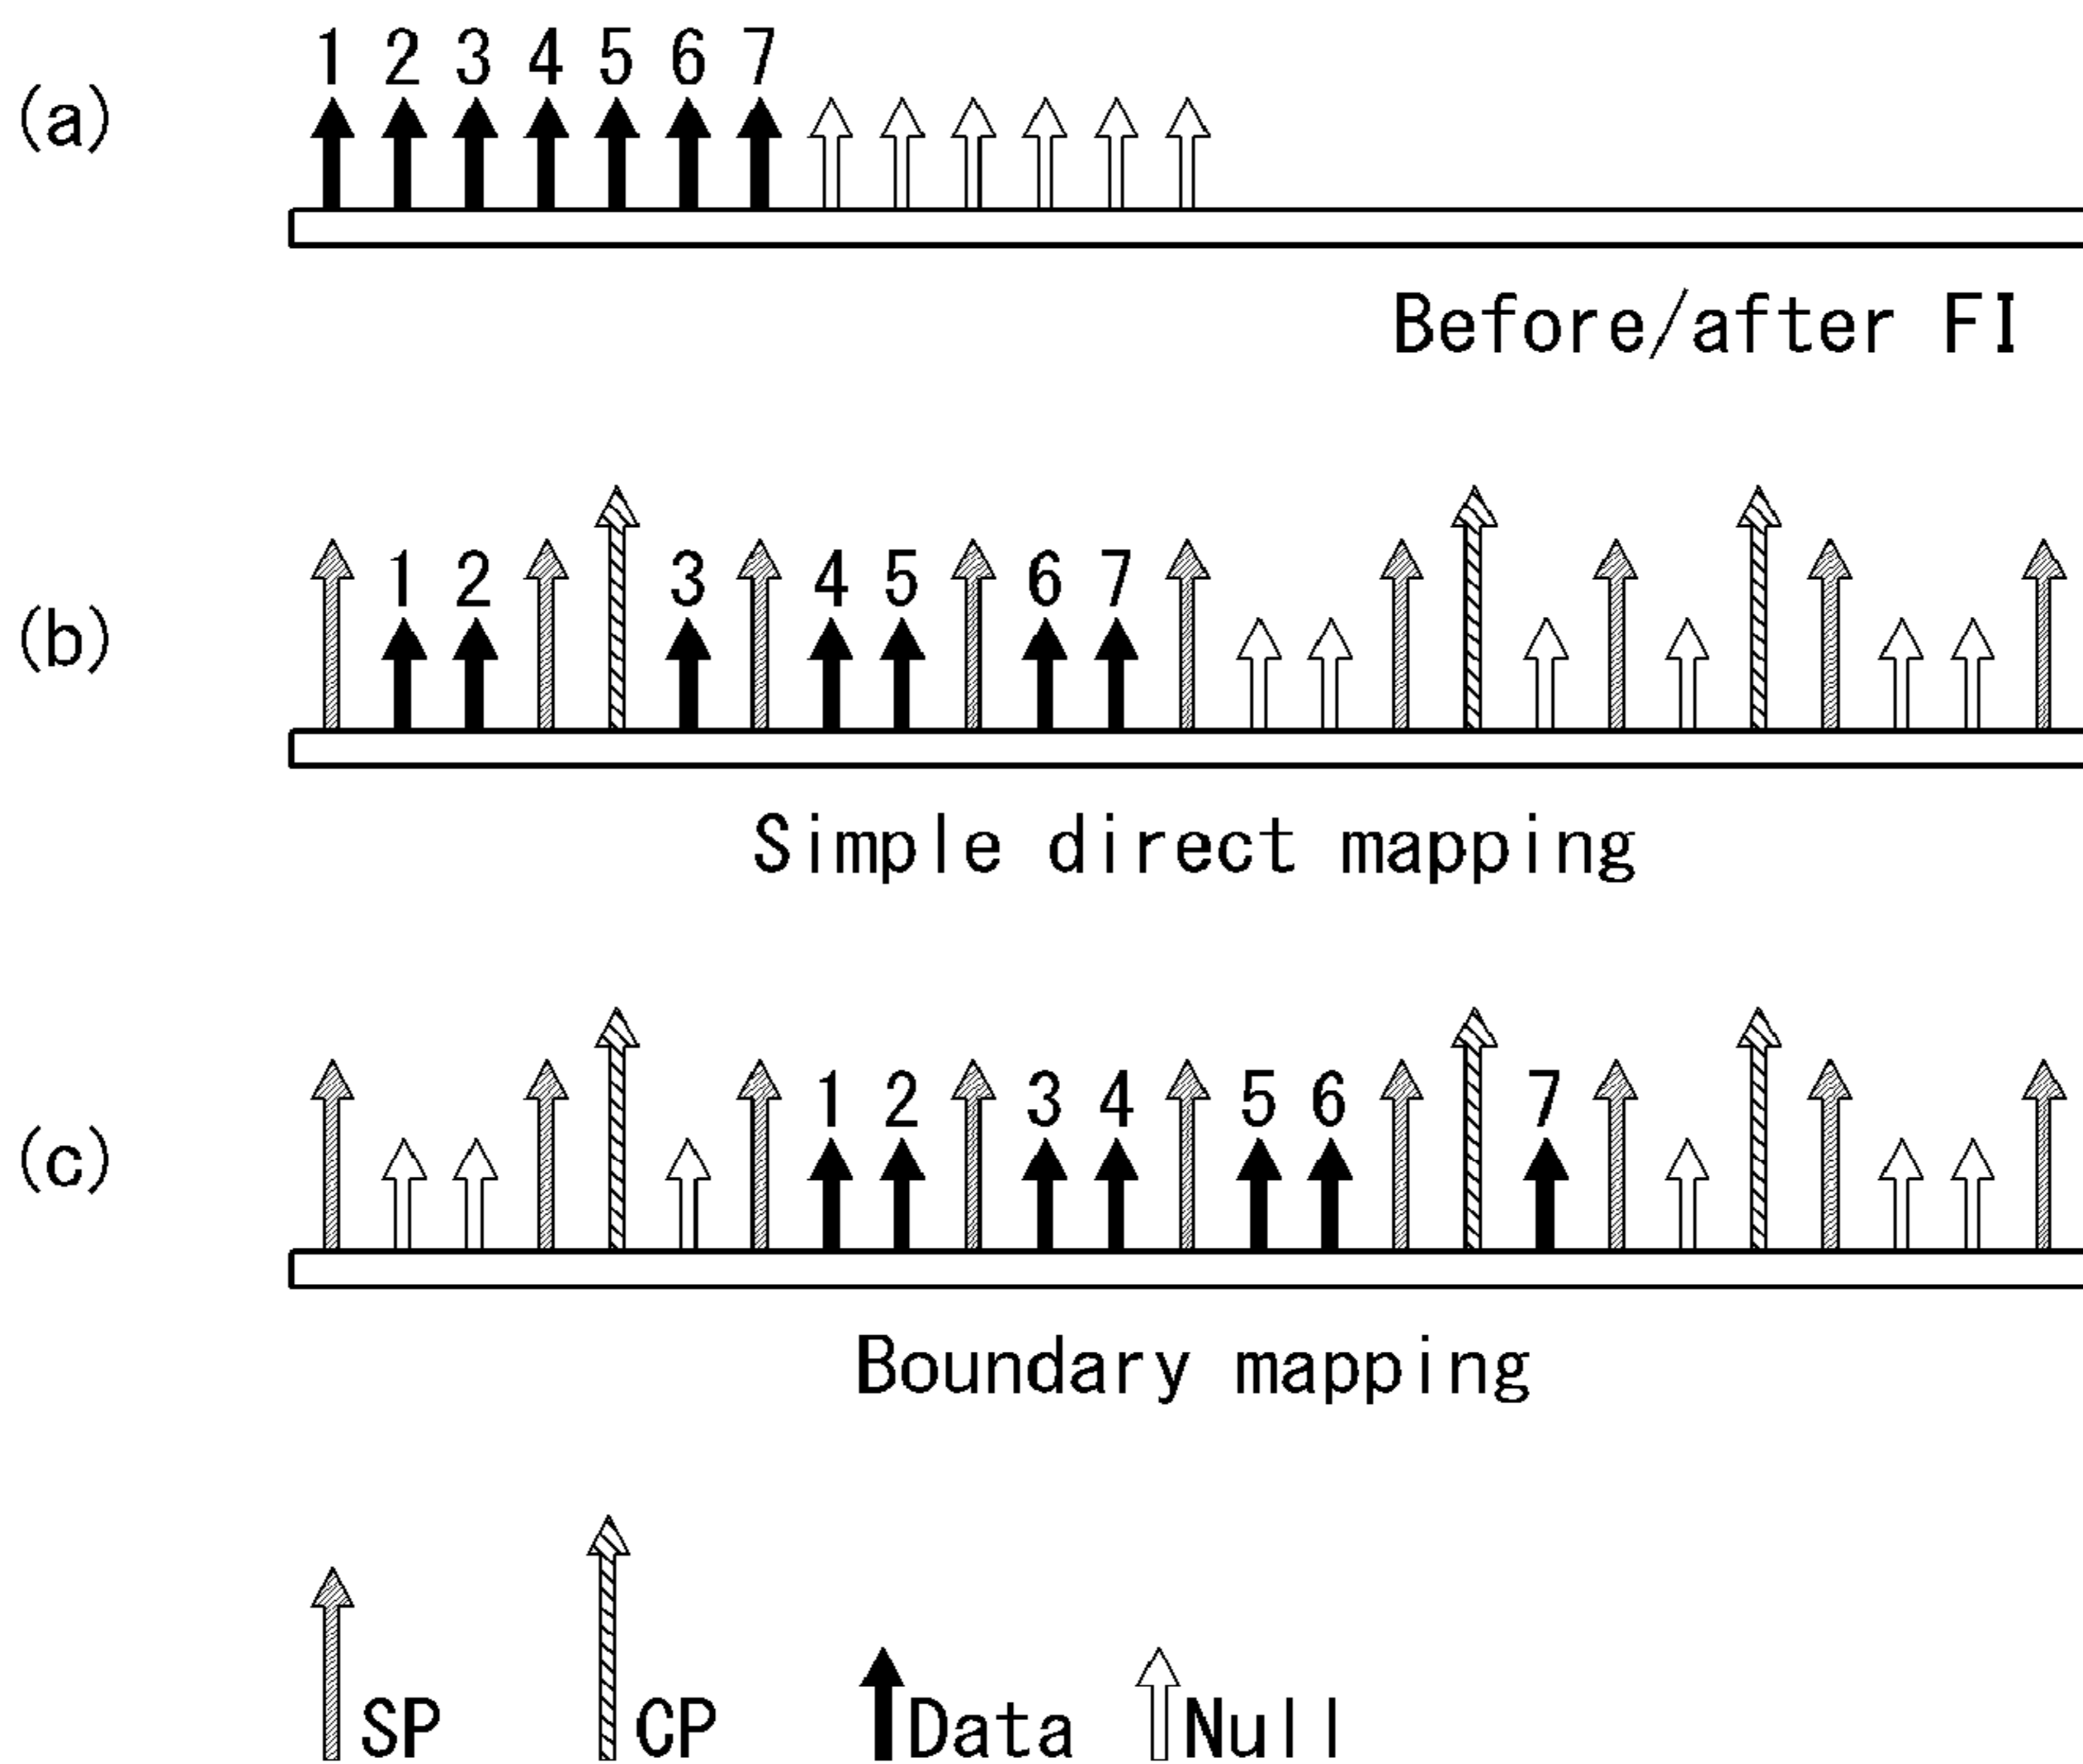 1 2 3 4 5 6 7
(a)
Before/after FI
1 2 3 4 5 6 7
(b)
Simple direct mapping
1 2 3 4 5 6 7
(c)
Boundary mapping
SP CP Data Null